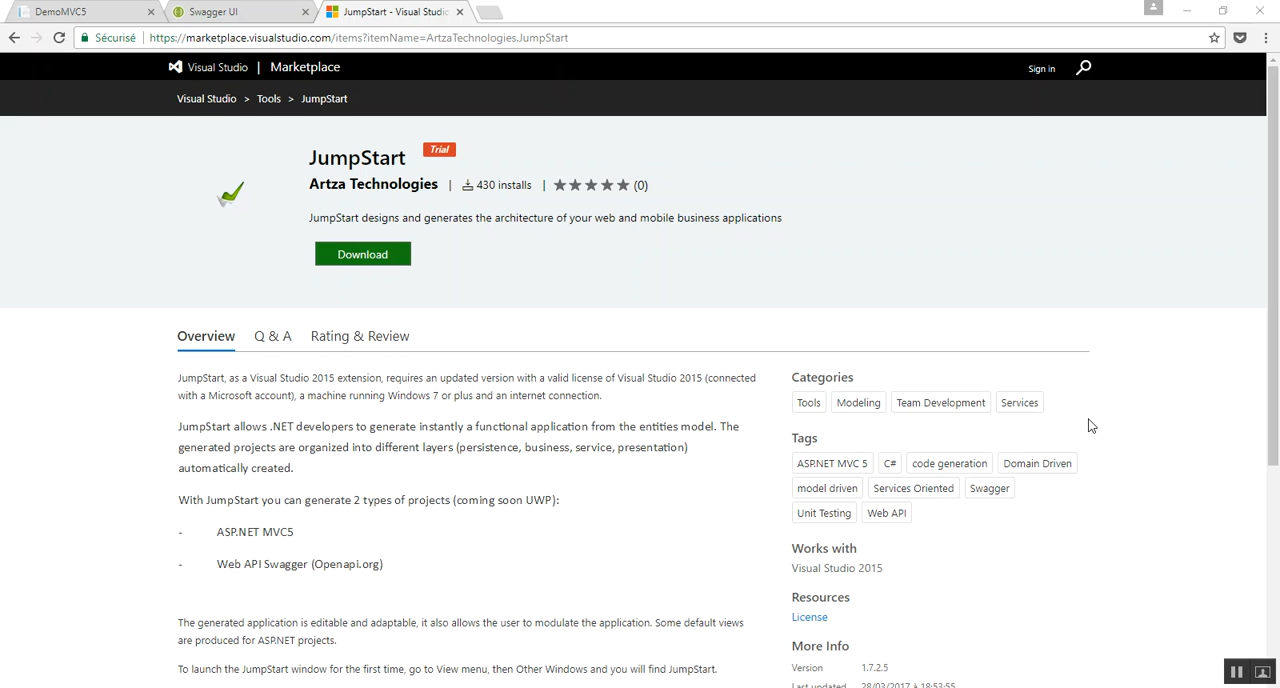 DemoMVC5
Swagger UI
JumpStart - Visual Studio
Sécurisé
https://marketplace.visualstudio.com/items?itemName=ArtzaTechnologies.JumpStart
Visual Studio | Marketplace
Sign in
Visual Studio > Tools > JumpStart
JumpStart
Trial
Artza Technologies | 430 installs | (0)
JumpStart designs and generates the architecture of your web and mobile business applications
Download
Overview
Q & A
Rating & Review
JumpStart, as a Visual Studio 2015 extension, requires an updated version with a valid license of Visual Studio 2015 (connected
with a Microsoft account), a machine running Windows 7 or plus and an internet connection.
JumpStart allows .NET developers to generate instantly a functional application from the entities model. The
generated projects are organized into different layers (persistence, business, service, presentation)
automatically created.
With JumpStart you can generate 2 types of projects (coming soon UWP):
- ASP.NET MVC5
- Web API Swagger (Openapi.org)
The generated application is editable and adaptable, it also allows the user to modulate the application. Some default views
are produced for ASP.NET projects.
To launch the JumpStart window for the first time, go to View menu, then Other Windows and you will find JumpStart.
Categories
Tools
Modeling
Team Development
Services
Tags
ASP.NET MVC 5
C#
code generation
Domain Driven
model driven
Services Oriented
Swagger
Unit Testing
Web API
Works with
Visual Studio 2015
Resources
License
More Info
Version 1.7.2.5
Last updated 28/03/2017 à 18:53:55